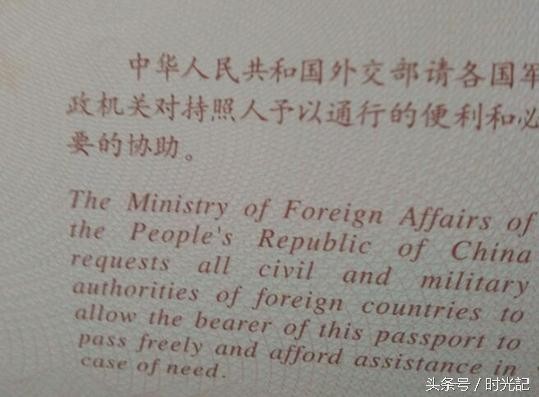 中华人民共和国外交部请各国军
政机关对持照人予以通行的便利和必
要的协助。
The Ministry of Foreign Affairs of
the People's Republic of China
requests all civil and military
authorities of foreign countries to
allow the bearer of this passport to
pass freely and afford assistance in
case of need.
头条号 / 时光記